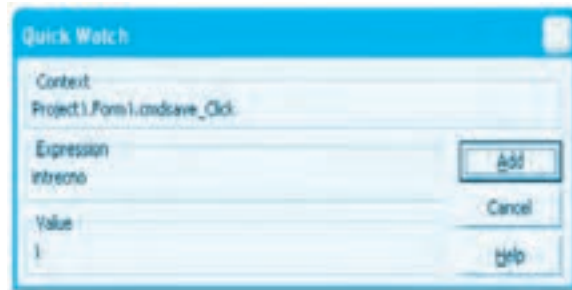 Quick Watch
Context
Project1.Form1.cmdsave_Click
Expression
intrecno
Add
Value
1
Cancel
Help